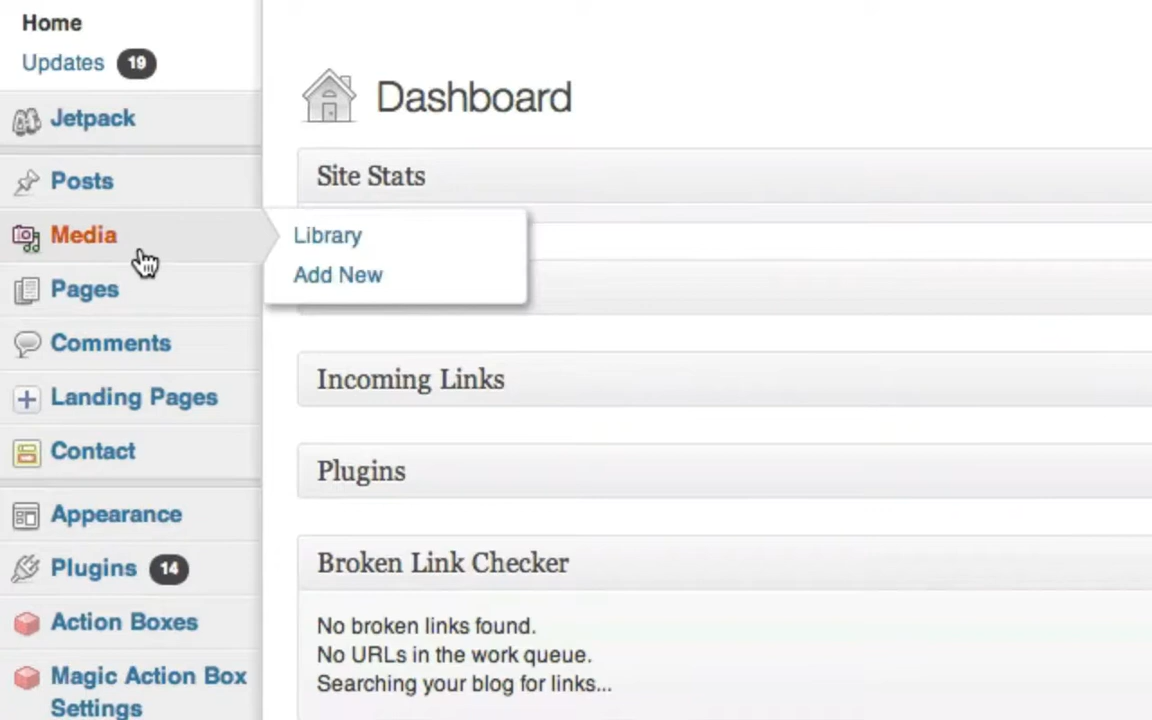 Home
Updates 19
Jetpack
Posts
Media
Pages
Comments
Landing Pages
Contact
Appearance
Plugins 14
Action Boxes
Magic Action Box
Settings
Library
Add New
Dashboard
Site Stats
Incoming Links
Plugins
Broken Link Checker
No broken links found.
No URLs in the work queue.
Searching your blog for links...